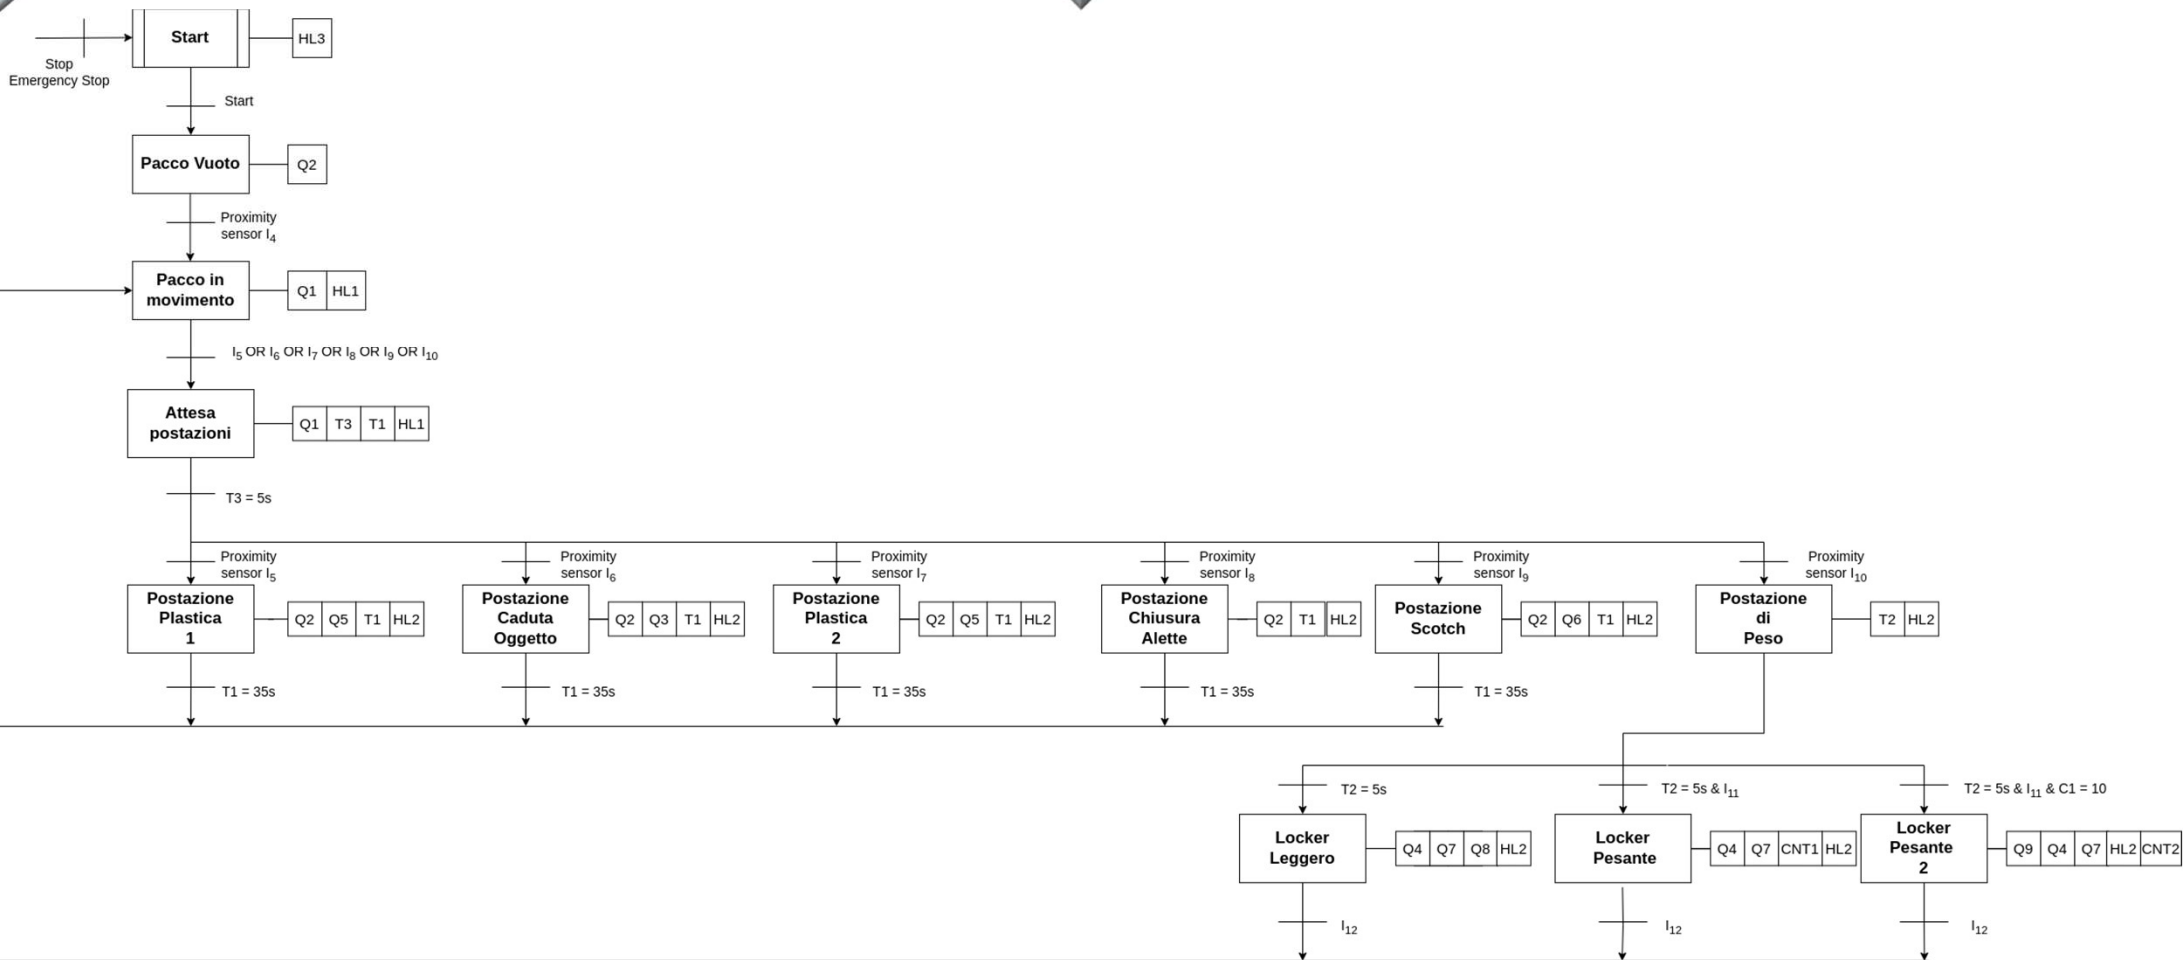 Start
HL3
Stop
Emergency Stop
Start
Pacco Vuoto
Q2
Proximity
sensor I4
Pacco in
movimento
Q1 HL1
I5 OR I6 OR I7 OR I8 OR I9 OR I10
Attesa
postazioni
Q1 T3 T1 HL1
T3 = 5s
Proximity
sensor I5
Proximity
sensor I6
Proximity
sensor I7
Proximity
sensor I8
Proximity
sensor I9
Proximity
sensor I10
Postazione
Plastica
1
Q2 Q5 T1 HL2
Postazione
Caduta
Oggetto
Q2 Q3 T1 HL2
Postazione
Plastica
2
Q2 Q5 T1 HL2
Postazione
Chiusura
Alette
Q2 T1 HL2
Postazione
Scotch
Q2 Q6 T1 HL2
Postazione
di
Peso
T2 HL2
T1 = 35s
T1 = 35s
T1 = 35s
T1 = 35s
T1 = 35s
T2 = 5s
T2 = 5s & I11
T2 = 5s & I11 & C1 = 10
Locker
Leggero
Q4 Q7 Q8 HL2
Locker
Pesante
Q4 Q7 CNT1 HL2
Locker
Pesante
2
Q9 Q4 Q7 HL2 CNT2
I12
I12
I12